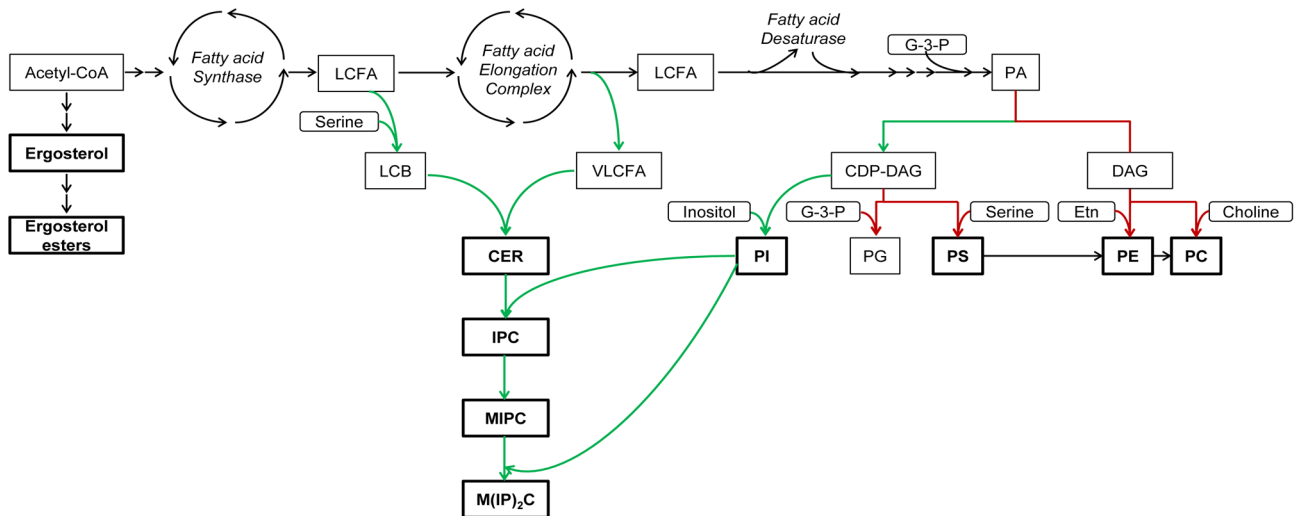 Fatty acid
Desaturase
Fatty acid
Synthase
Fatty acid
Elongation
Complex
G-3-P
Acetyl-CoA
LCFA
LCFA
PA
Serine
Ergosterol
LCB
VLCFA
CDP-DAG
DAG
Inositol
G-3-P
Serine
Etn
Choline
Ergosterol
esters
CER
PI
PG
PS
PE
PC
IPC
MIPC
M(IP)₂C